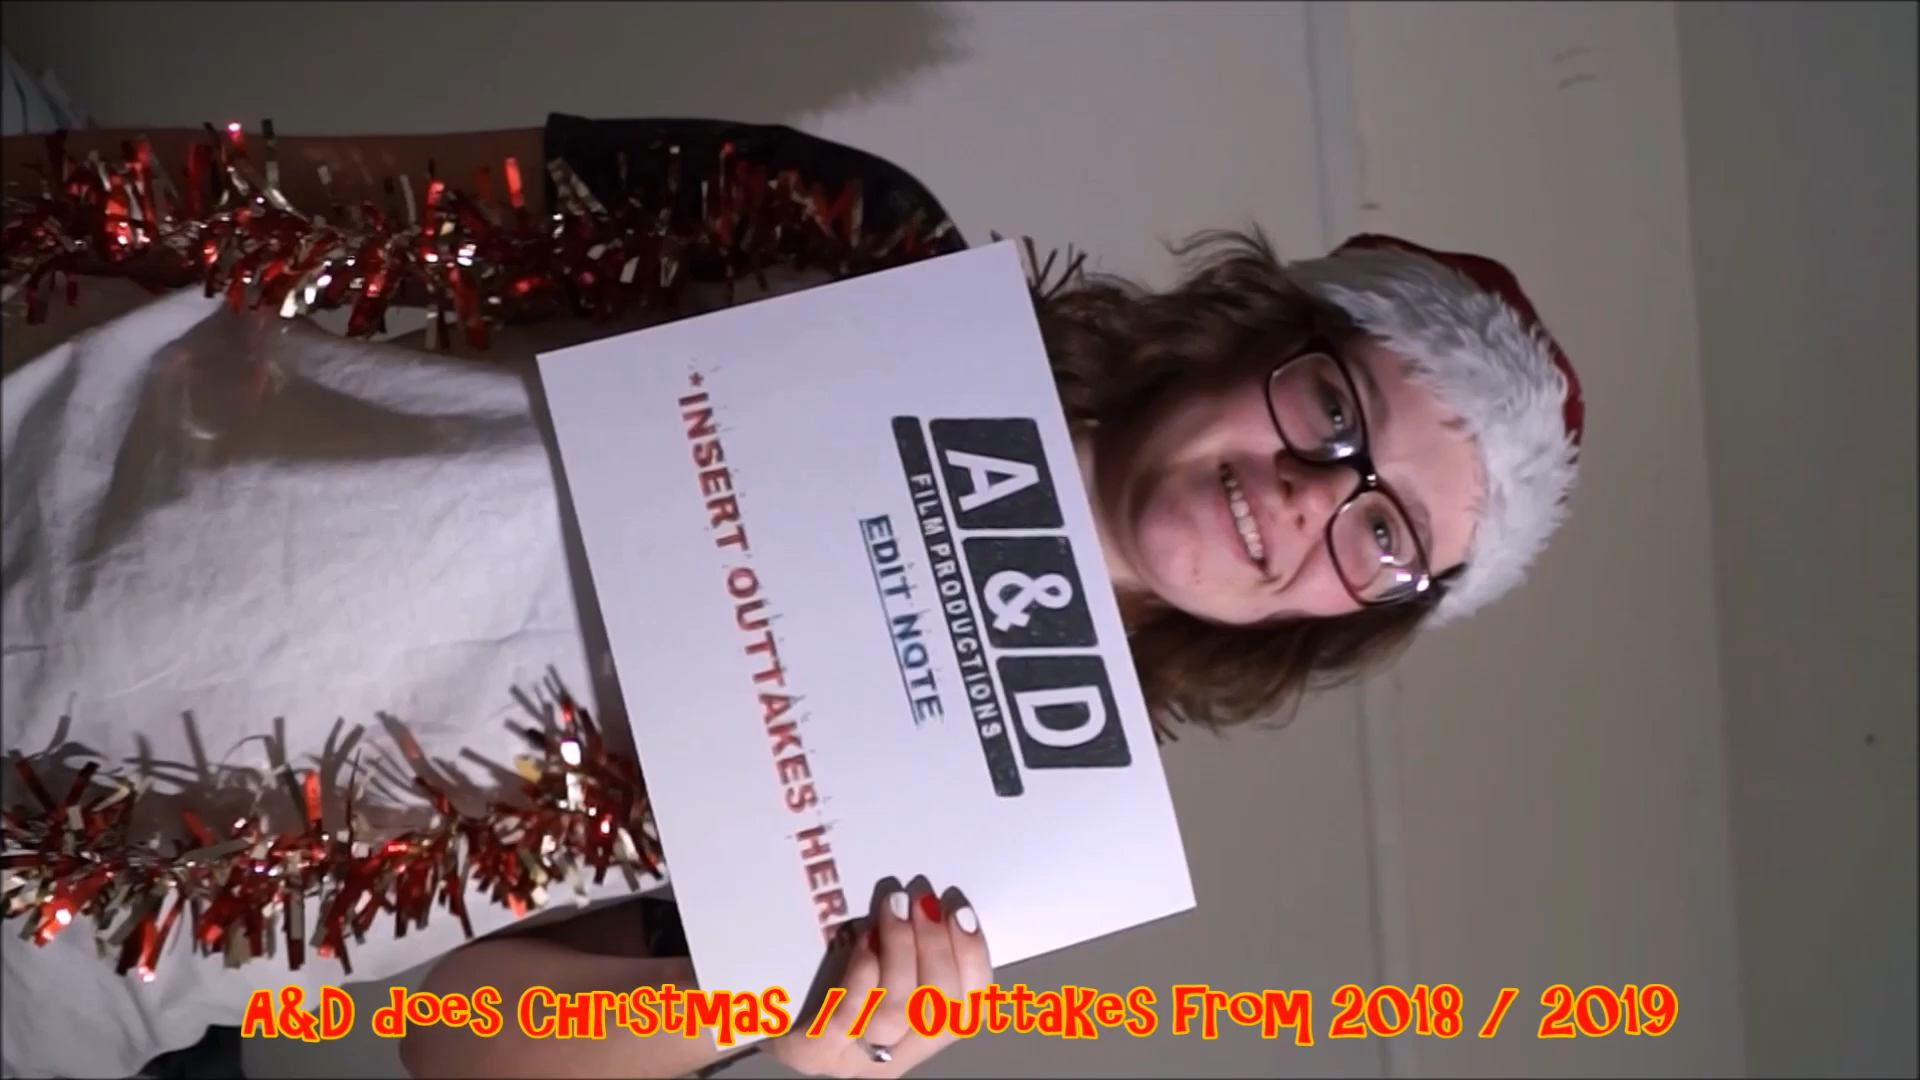 A&D
FILM PRODUCTIONS
EDIT NOTE
*INSERT OUTTAKES HERE
A&D does Christmas // Outtakes From 2018 / 2019